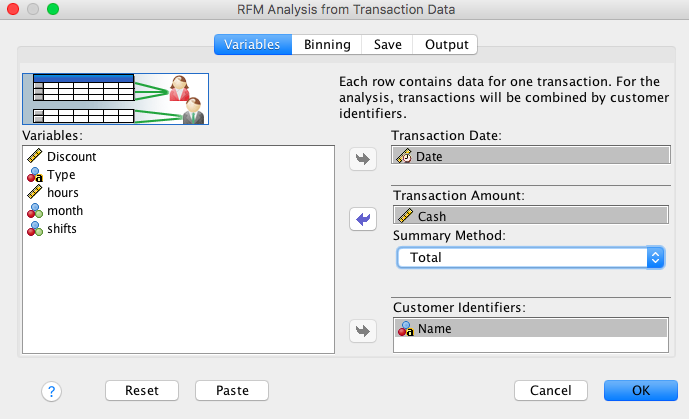 RFM Analysis from Transaction Data
Variables
Binning
Save
Output
Each row contains data for one transaction. For the
analysis, transactions will be combined by customer
identifiers.
Variables:
Discount
Type
hours
month
shifts
Transaction Date:
Date
Transaction Amount:
Cash
Summary Method:
Total
Customer Identifiers:
Name
?
Reset
Paste
Cancel
OK